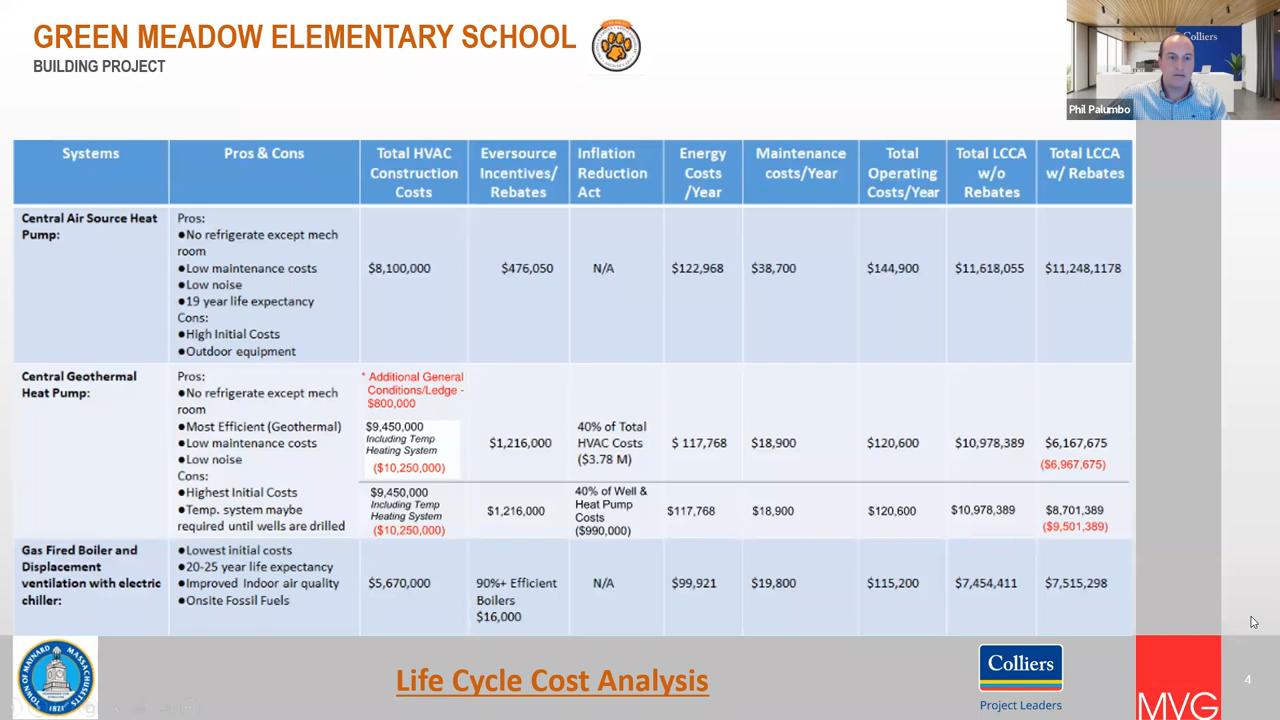 GREEN MEADOW ELEMENTARY SCHOOL
BUILDING PROJECT
Colliers
Phil Palumbo
Systems
Pros & Cons
Total HVAC
Construction
Costs
Eversource
Incentives/
Rebates
Inflation
Reduction
Act
Energy
Costs
/Year
Maintenance
costs/Year
Total
Operating
Costs/Year
Total LCCA
w/o
Rebates
Total LCCA
w/ Rebates
Central Air Source Heat
Pump:
Pros:
●No refrigerate except mech
room
●Low maintenance costs
●Low noise
●19 year life expectancy
Cons:
●High Initial Costs
●Outdoor equipment
$8,100,000
$476,050
N/A
$122,968
$38,700
$144,900
$11,618,055
$11,248,1178
Central Geothermal
Heat Pump:
Pros:
●No refrigerate except mech
room
●Most Efficient (Geothermal)
●Low maintenance costs
●Low noise
Cons:
●Highest Initial Costs
●Temp. system maybe
required until wells are drilled
* Additional General
Conditions/Ledge -
$800,000
$9,450,000
Including Temp
Heating System
($10,250,000)
$1,216,000
40% of Total
HVAC Costs
($3.78 M)
$ 117,768
$18,900
$120,600
$10,978,389
$6,167,675
($6,967,675)
$9,450,000
Including Temp
Heating System
($10,250,000)
$1,216,000
40% of Well &
Heat Pump
Costs
($990,000)
$117,768
$18,900
$120,600
$10,978,389
$8,701,389
($9,501,389)
Gas Fired Boiler and
Displacement
ventilation with electric
chiller:
●Lowest initial costs
●20-25 year life expectancy
●Improved Indoor air quality
●Onsite Fossil Fuels
$5,670,000
90%+ Efficient
Boilers
$16,000
N/A
$99,921
$19,800
$115,200
$7,454,411
$7,515,298
TOWN OF MAYNARD MASSACHUSETTS
1871
Life Cycle Cost Analysis
Colliers
Project Leaders
MVG
4